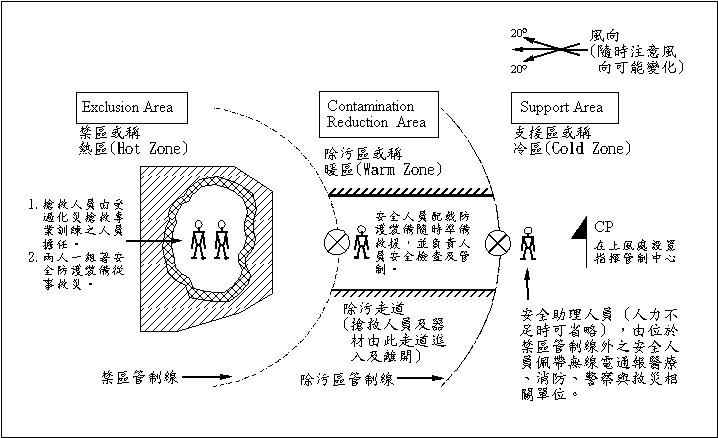 20°
20°
風向
(隨時注意風
向可能變化)
Exclusion Area
禁區或稱
熱區(Hot Zone)
Contamination
Reduction Area
除污區或稱
暖區(Warm Zone)
Support Area
支援區或稱
冷區(Cold Zone)
1. 搶救人員由受
過化災搶救專
業訓練之人員
擔任。
2. 兩人一組著安
全防護裝備從
事救災。
安全人員配戴防
護裝備隨時準備
救援，並負責人
員安全檢查及管
制。
CP
在上風處設置
指揮管制中心
除污走道
(搶救人員及器
材由此走道進
入及離開)
安全助理人員（人力不
足時可省略），由位於
禁區管制線外之安全人
員佩帶無線電通報醫療
、消防、警察與救災相
關單位。
禁區管制線
除污區管制線